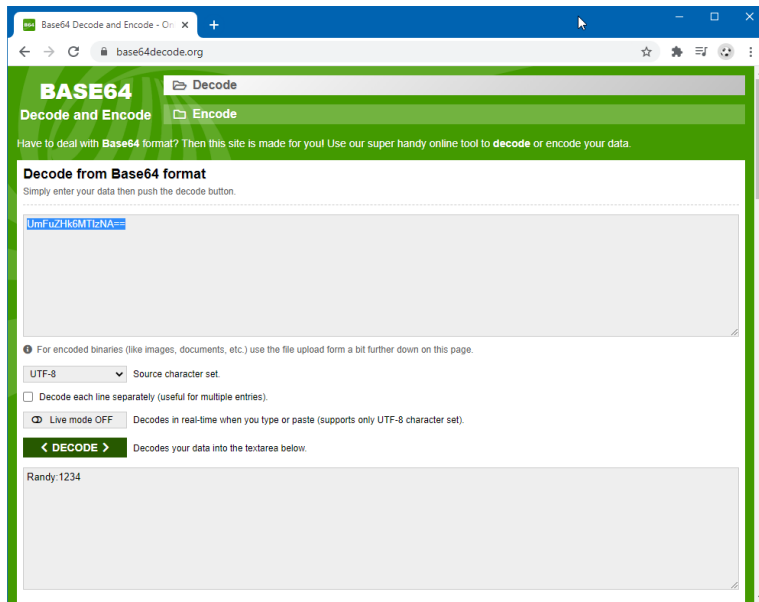 Base64 Decode and Encode - On
base64decode.org
BASE64
Decode and Encode
Decode
Encode
Have to deal with Base64 format? Then this site is made for you! Use our super handy online tool to decode or encode your data.
Decode from Base64 format
Simply enter your data then push the decode button.
UmFuZHk6MTIzNA==
For encoded binaries (like images, documents, etc.) use the file upload form a bit further down on this page.
UTF-8 Source character set.
Decode each line separately (useful for multiple entries).
Live mode OFF Decodes in real-time when you type or paste (supports only UTF-8 character set).
< DECODE > Decodes your data into the textarea below.
Randy:1234